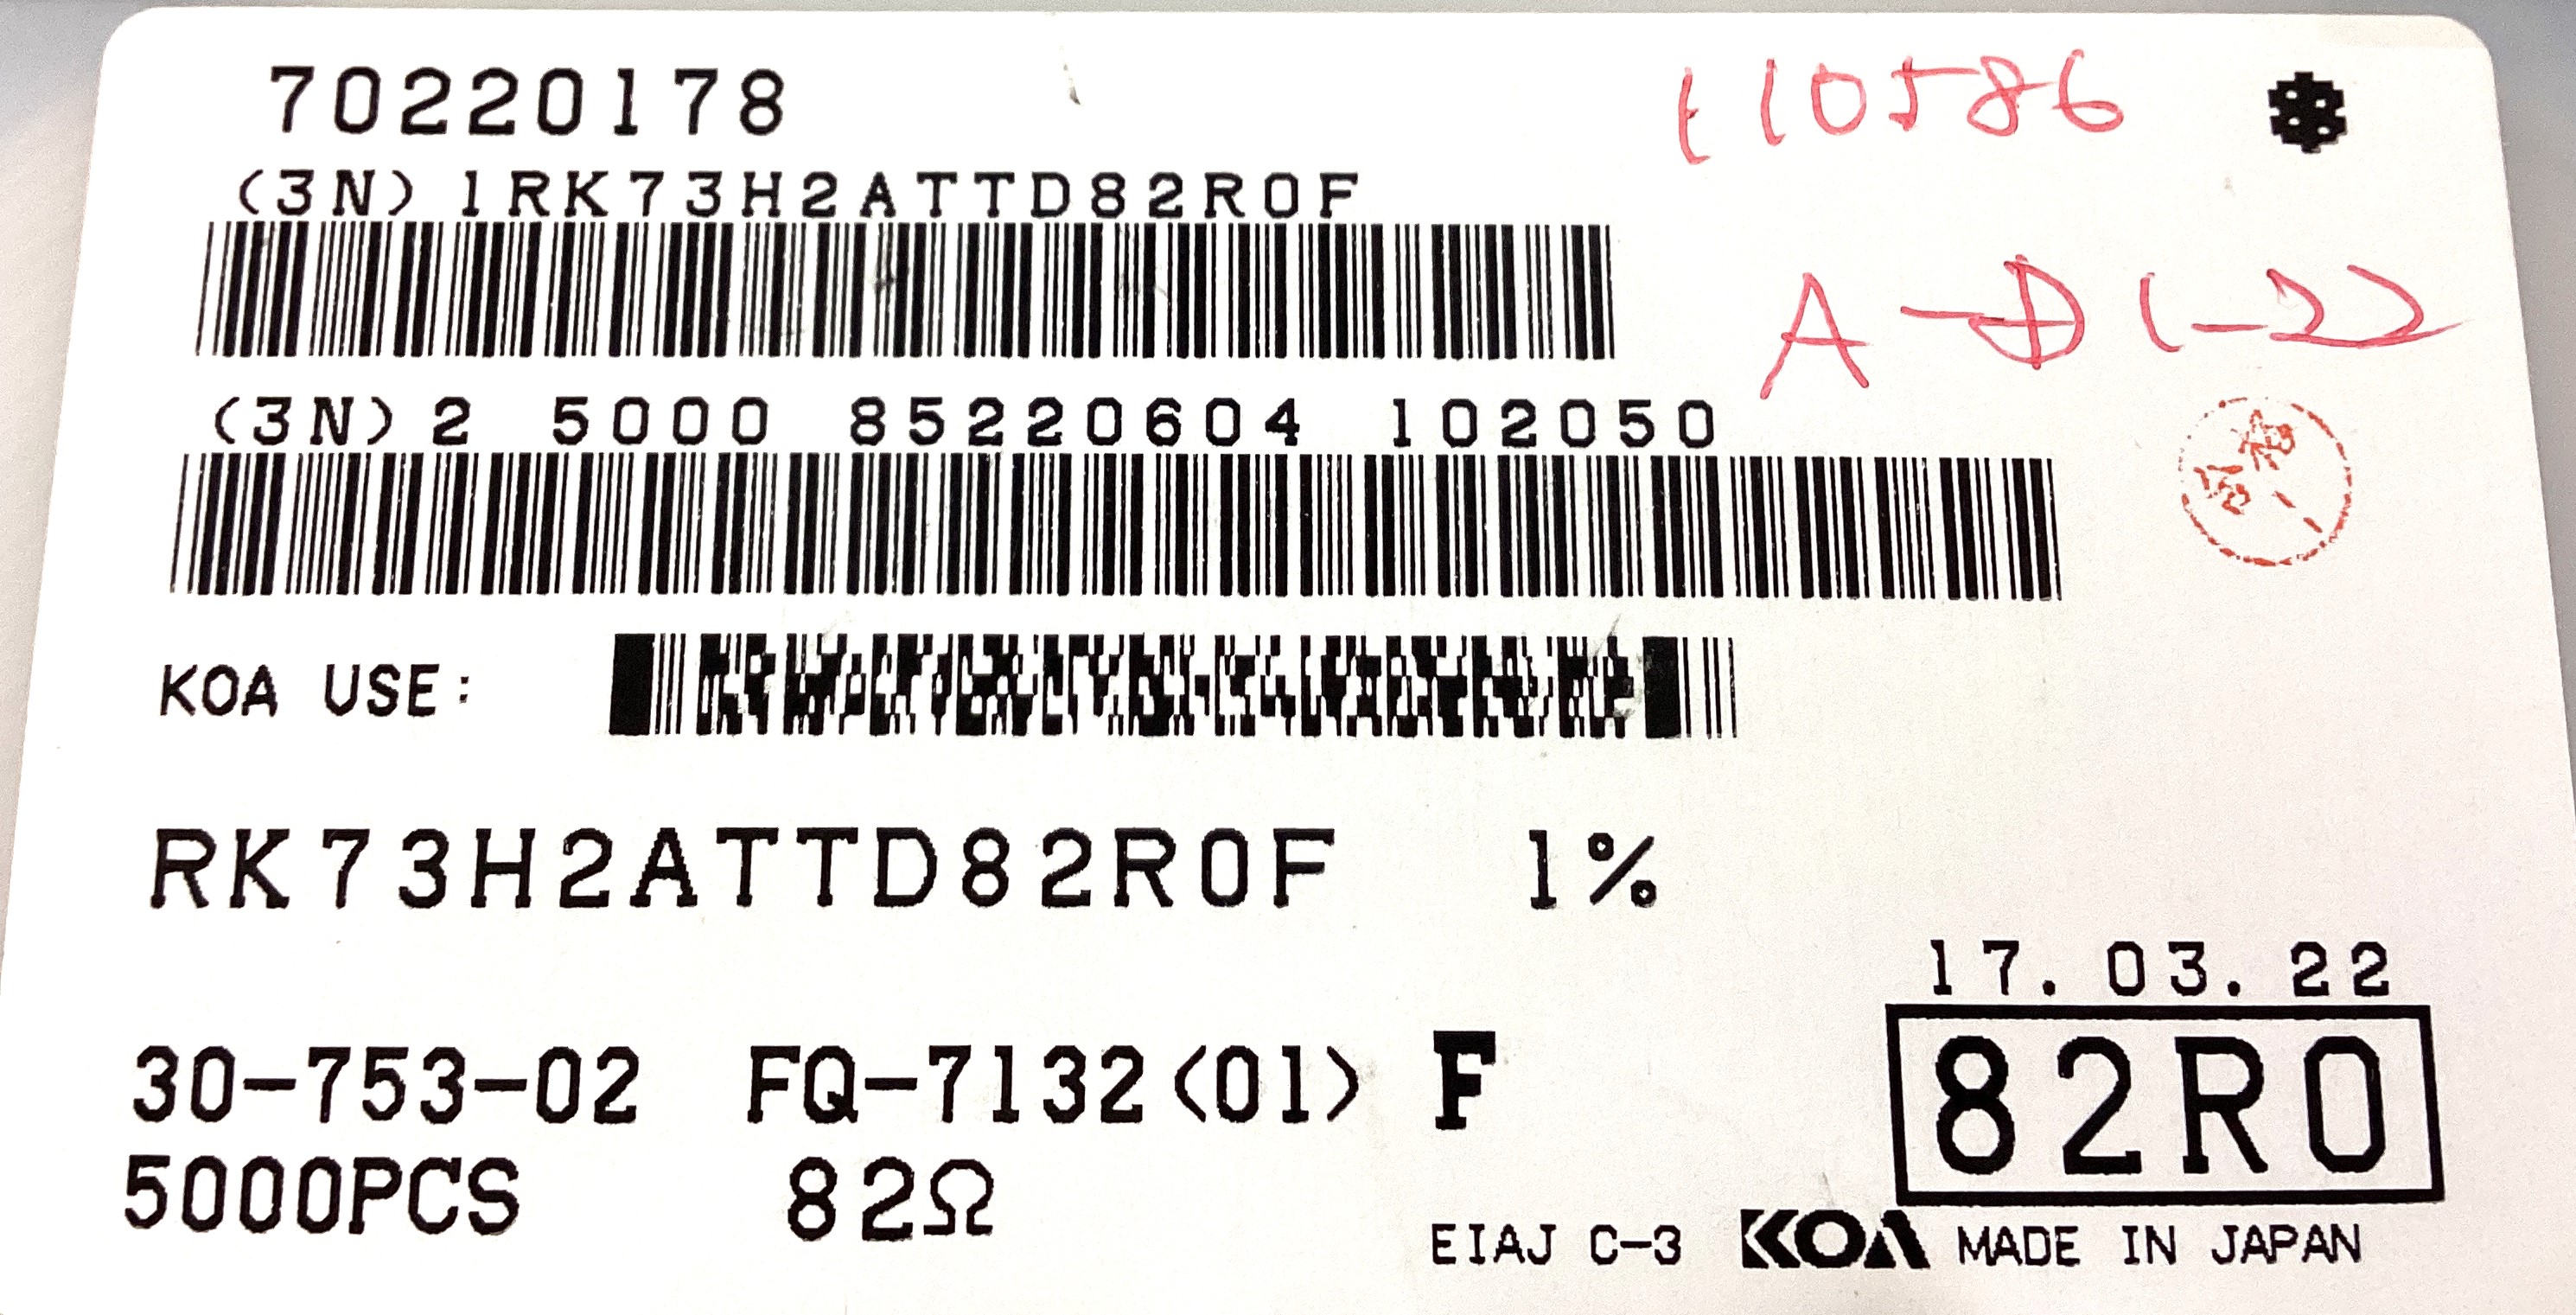 70220178
110586
(3N)1RK73H2ATTD82R0F
A-D1-22
(3N)2 5000 85220604 102050
KOA USE:
RK73H2ATTD82R0F 1%
17.03.22
30-753-02 FQ-7132(01) F
82R0
5000PCS 82Ω
EIAJ C-3 KOA MADE IN JAPAN